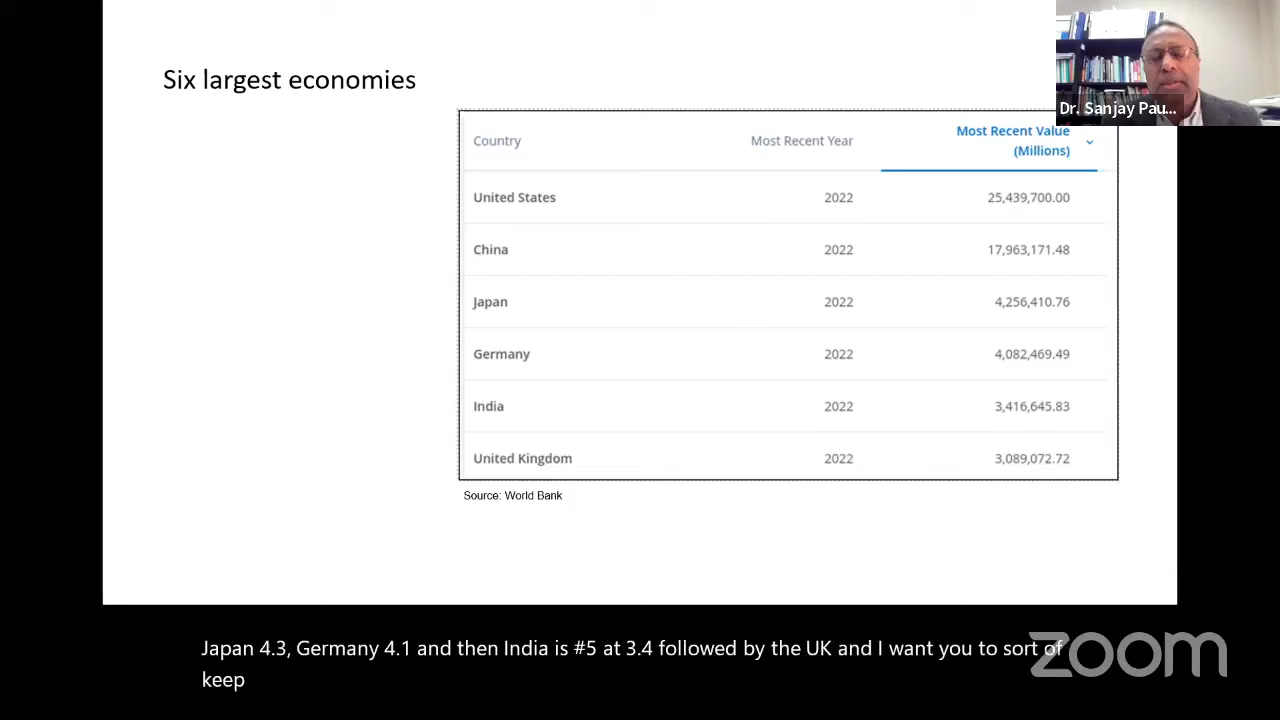 Six largest economies
Dr. Sanjay Pau...
Country Most Recent Year Most Recent Value (Millions)
United States 2022 25,439,700.00
China 2022 17,963,171.48
Japan 2022 4,256,410.76
Germany 2022 4,082,469.49
India 2022 3,416,645.83
United Kingdom 2022 3,089,072.72
Source: World Bank
Japan 4.3, Germany 4.1 and then India is #5 at 3.4 followed by the UK and I want you to sort of
keep
zoom